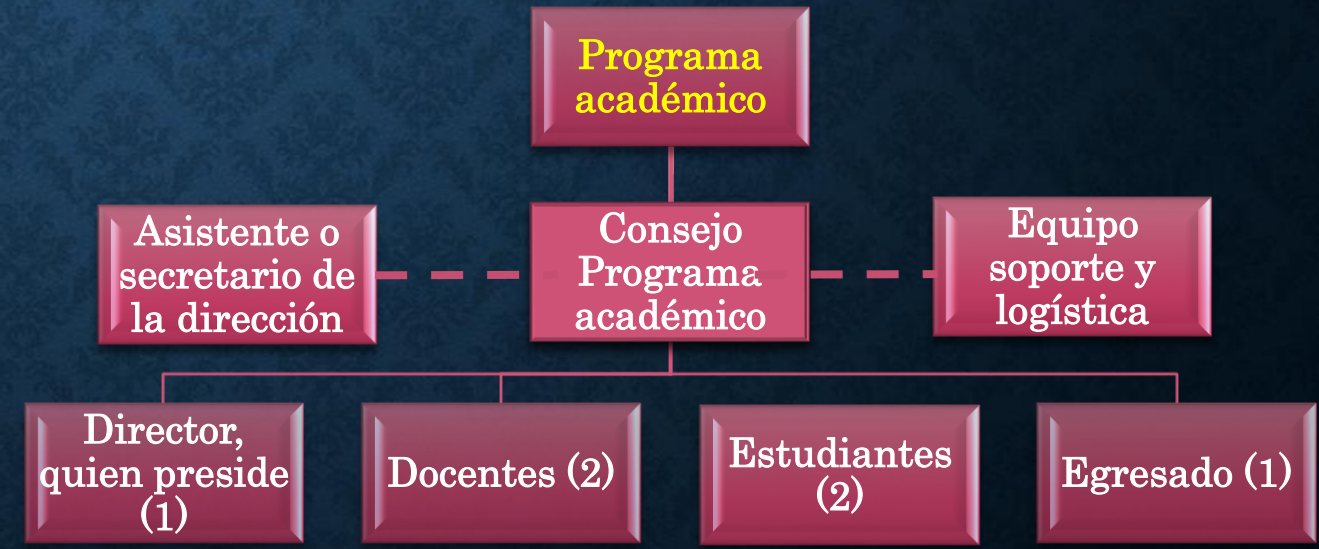 Programa
académico
Asistente o
secretario de
la dirección
Consejo
Programa
académico
Equipo
soporte y
logística
Director,
quien preside
(1)
Docentes (2)
Estudiantes
(2)
Egresado (1)